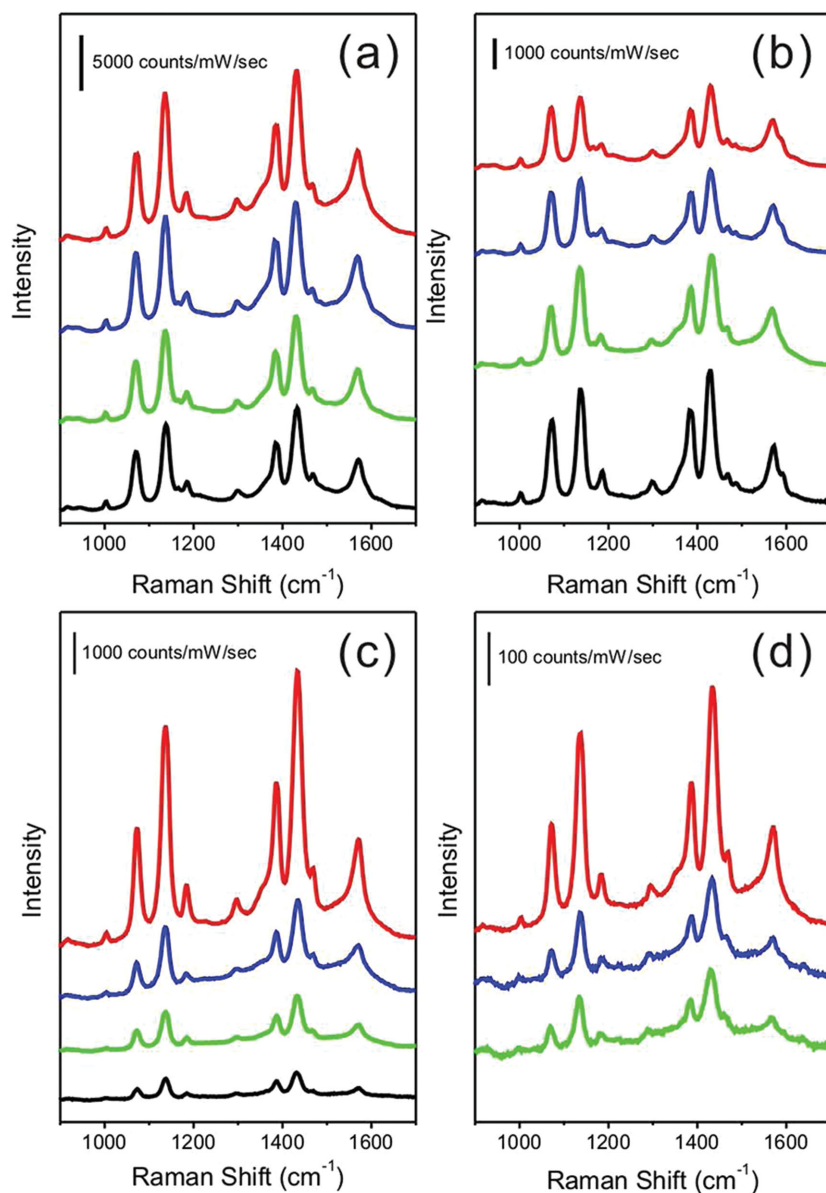 5000 counts/mW/sec
(a)
Intensity
1000 1200 1400 1600
Raman Shift (cm⁻¹)
1000 counts/mW/sec
(b)
Intensity
1000 1200 1400 1600
Raman Shift (cm⁻¹)
1000 counts/mW/sec
(c)
Intensity
1000 1200 1400 1600
Raman Shift (cm⁻¹)
100 counts/mW/sec
(d)
Intensity
1000 1200 1400 1600
Raman Shift (cm⁻¹)